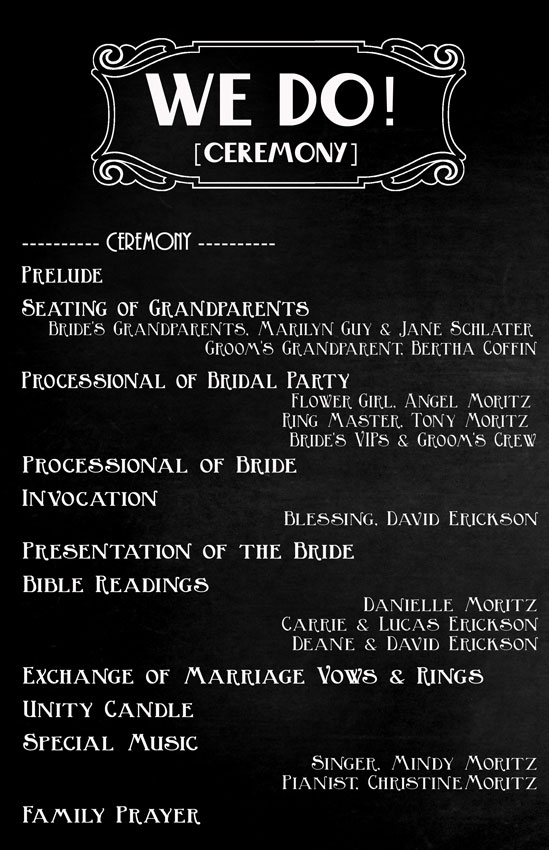 WE DO!
[CEREMONY]
---------- CEREMONY ----------
PRELUDE
SEATING OF GRANDPARENTS
BRIDE'S GRANDPARENTS, MARILYN GUY & JANE SCHLATER
GROOM'S GRANDPARENT, BERTHA COFFIN
PROCESSIONAL OF BRIDAL PARTY
FLOWER GIRL, ANGEL MORITZ
RING MASTER, TONY MORITZ
BRIDE'S VIPS & GROOM'S CREW
PROCESSIONAL OF BRIDE
INVOCATION
BLESSING, DAVID ERICKSON
PRESENTATION OF THE BRIDE
BIBLE READINGS
DANIELLE MORITZ
CARRIE & LUCAS ERICKSON
DEANE & DAVID ERICKSON
EXCHANGE OF MARRIAGE VOWS & RINGS
UNITY CANDLE
SPECIAL MUSIC
SINGER, MINDY MORITZ
PIANIST, CHRISTINEMORITZ
FAMILY PRAYER